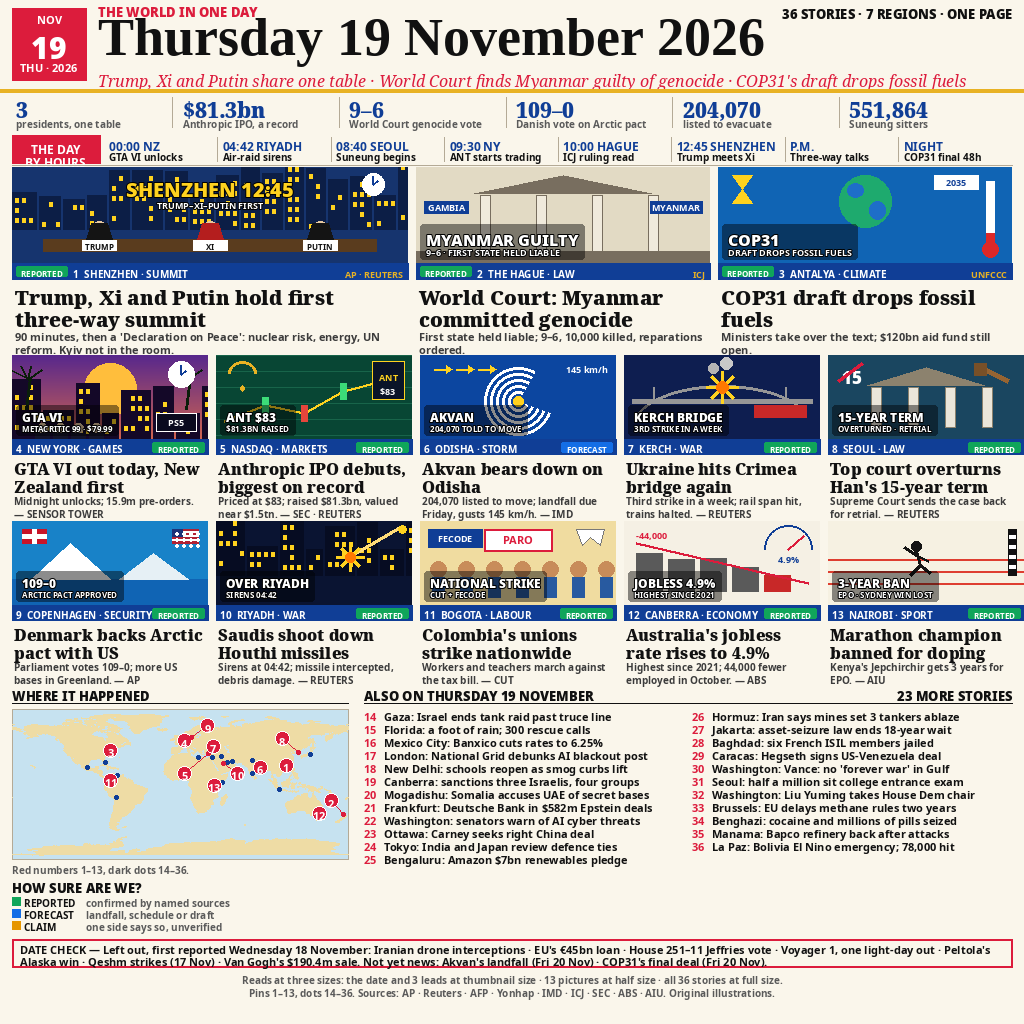 NOV
19
THU · 2026
THE WORLD IN ONE DAY
36 STORIES · 7 REGIONS · ONE PAGE
Thursday 19 November 2026
Trump, Xi and Putin share one table · World Court finds Myanmar guilty of genocide · COP31's draft drops fossil fuels
3
presidents, one table
$81.3bn
Anthropic IPO, a record
9–6
World Court genocide vote
109–0
Danish vote on Arctic pact
204,070
listed to evacuate
551,864
Suneung sitters
THE DAY
BY HOURS
00:00 NZ
GTA VI unlocks
04:42 RIYADH
Air-raid sirens
08:40 SEOUL
Suneung begins
09:30 NY
ANT starts trading
10:00 HAGUE
ICJ ruling read
12:45 SHENZHEN
Trump meets Xi
P.M.
Three-way talks
NIGHT
COP31 final 48h
SHENZHEN 12:45
TRUMP–XI–PUTIN FIRST
TRUMP
XI
PUTIN
REPORTED 1 SHENZHEN · SUMMIT AP · REUTERS
Trump, Xi and Putin hold first
three-way summit
90 minutes, then a 'Declaration on Peace': nuclear risk, energy, UN
reform. Kyiv not in the room.
GAMBIA
MYANMAR
MYANMAR GUILTY
9–6 · FIRST STATE HELD LIABLE
REPORTED 2 THE HAGUE · LAW ICJ
World Court: Myanmar
committed genocide
First state held liable; 9–6, 10,000 killed, reparations
ordered.
2035
COP31
DRAFT DROPS FOSSIL FUELS
REPORTED 3 ANTALYA · CLIMATE UNFCCC
COP31 draft drops fossil
fuels
Ministers take over the text; $120bn aid fund still
open.
GTA VI
METACRITIC 99 · $79.99
PS5
4 NEW YORK · GAMES REPORTED
GTA VI out today, New
Zealand first
Midnight unlocks; 15.9m pre-orders.
— SENSOR TOWER
ANT
$83
ANT $83
$81.3BN RAISED
5 NASDAQ · MARKETS REPORTED
Anthropic IPO debuts,
biggest on record
Priced at $83; raised $81.3bn, valued
near $1.5tn. — SEC · REUTERS
145 km/h
AKVAN
204,070 TOLD TO MOVE
6 ODISHA · STORM FORECAST
Akvan bears down on
Odisha
204,070 listed to move; landfall due
Friday, gusts 145 km/h. — IMD
KERCH BRIDGE
3RD STRIKE IN A WEEK
7 KERCH · WAR REPORTED
Ukraine hits Crimea
bridge again
Third strike in a week; rail span hit,
trains halted. — REUTERS
15
15-YEAR TERM
OVERTURNED · RETRIAL
8 SEOUL · LAW REPORTED
Top court overturns
Han's 15-year term
Supreme Court sends the case back
for retrial. — REUTERS
109–0
ARCTIC PACT APPROVED
9 COPENHAGEN · SECURITY REPORTED
Denmark backs Arctic
pact with US
Parliament votes 109–0; more US
bases in Greenland. — AP
OVER RIYADH
SIRENS 04:42
10 RIYADH · WAR REPORTED
Saudis shoot down
Houthi missiles
Sirens at 04:42; missile intercepted,
debris damage. — REUTERS
FECODE
PARO
NATIONAL STRIKE
CUT + FECODE
11 BOGOTA · LABOUR REPORTED
Colombia's unions
strike nationwide
Workers and teachers march against
the tax bill. — CUT
-44,000
4.9%
JOBLESS 4.9%
HIGHEST SINCE 2021
12 CANBERRA · ECONOMY REPORTED
Australia's jobless
rate rises to 4.9%
Highest since 2021; 44,000 fewer
employed in October. — ABS
3-YEAR BAN
EPO · SYDNEY WIN LOST
13 NAIROBI · SPORT REPORTED
Marathon champion
banned for doping
Kenya's Jepchirchir gets 3 years for
EPO. — AIU
WHERE IT HAPPENED
9
4
7
8
3
5
10
6
1
11
13
2
12
Red numbers 1–13, dark dots 14–36.
HOW SURE ARE WE?
REPORTED confirmed by named sources
FORECAST landfall, schedule or draft
CLAIM one side says so, unverified
ALSO ON THURSDAY 19 NOVEMBER
23 MORE STORIES
14 Gaza: Israel ends tank raid past truce line
15 Florida: a foot of rain; 300 rescue calls
16 Mexico City: Banxico cuts rates to 6.25%
17 London: National Grid debunks AI blackout post
18 New Delhi: schools reopen as smog curbs lift
19 Canberra: sanctions three Israelis, four groups
20 Mogadishu: Somalia accuses UAE of secret bases
21 Frankfurt: Deutsche Bank in $582m Epstein deals
22 Washington: senators warn of AI cyber threats
23 Ottawa: Carney seeks right China deal
24 Tokyo: India and Japan review defence ties
25 Bengaluru: Amazon $7bn renewables pledge
26 Hormuz: Iran says mines set 3 tankers ablaze
27 Jakarta: asset-seizure law ends 18-year wait
28 Baghdad: six French ISIL members jailed
29 Caracas: Hegseth signs US-Venezuela deal
30 Washington: Vance: no 'forever war' in Gulf
31 Seoul: half a million sit college entrance exam
32 Washington: Liu Yuming takes House Dem chair
33 Brussels: EU delays methane rules two years
34 Benghazi: cocaine and millions of pills seized
35 Manama: Bapco refinery back after attacks
36 La Paz: Bolivia El Nino emergency; 78,000 hit
DATE CHECK — Left out, first reported Wednesday 18 November: Iranian drone interceptions · EU's €45bn loan · House 251–11 Jeffries vote · Voyager 1, one light-day out · Peltola's
Alaska win · Qeshm strikes (17 Nov) · Van Gogh's $190.4m sale. Not yet news: Akvan's landfall (Fri 20 Nov) · COP31's final deal (Fri 20 Nov).
Reads at three sizes: the date and 3 leads at thumbnail size · 13 pictures at half size · all 36 stories at full size.
Pins 1–13, dots 14–36. Sources: AP · Reuters · AFP · Yonhap · IMD · ICJ · SEC · ABS · AIU. Original illustrations.